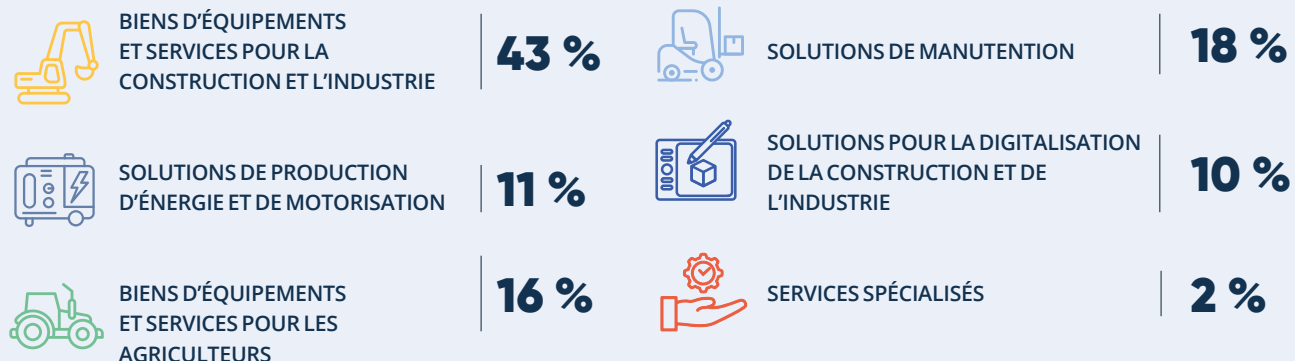 BIENS D'ÉQUIPEMENTS
ET SERVICES POUR LA
CONSTRUCTION ET L'INDUSTRIE
43 %
SOLUTIONS DE MANUTENTION
18 %
SOLUTIONS DE PRODUCTION
D'ÉNERGIE ET DE MOTORISATION
11 %
SOLUTIONS POUR LA DIGITALISATION
DE LA CONSTRUCTION ET DE
L'INDUSTRIE
10 %
BIENS D'ÉQUIPEMENTS
ET SERVICES POUR LES
AGRICULTEURS
16 %
SERVICES SPÉCIALISÉS
2 %